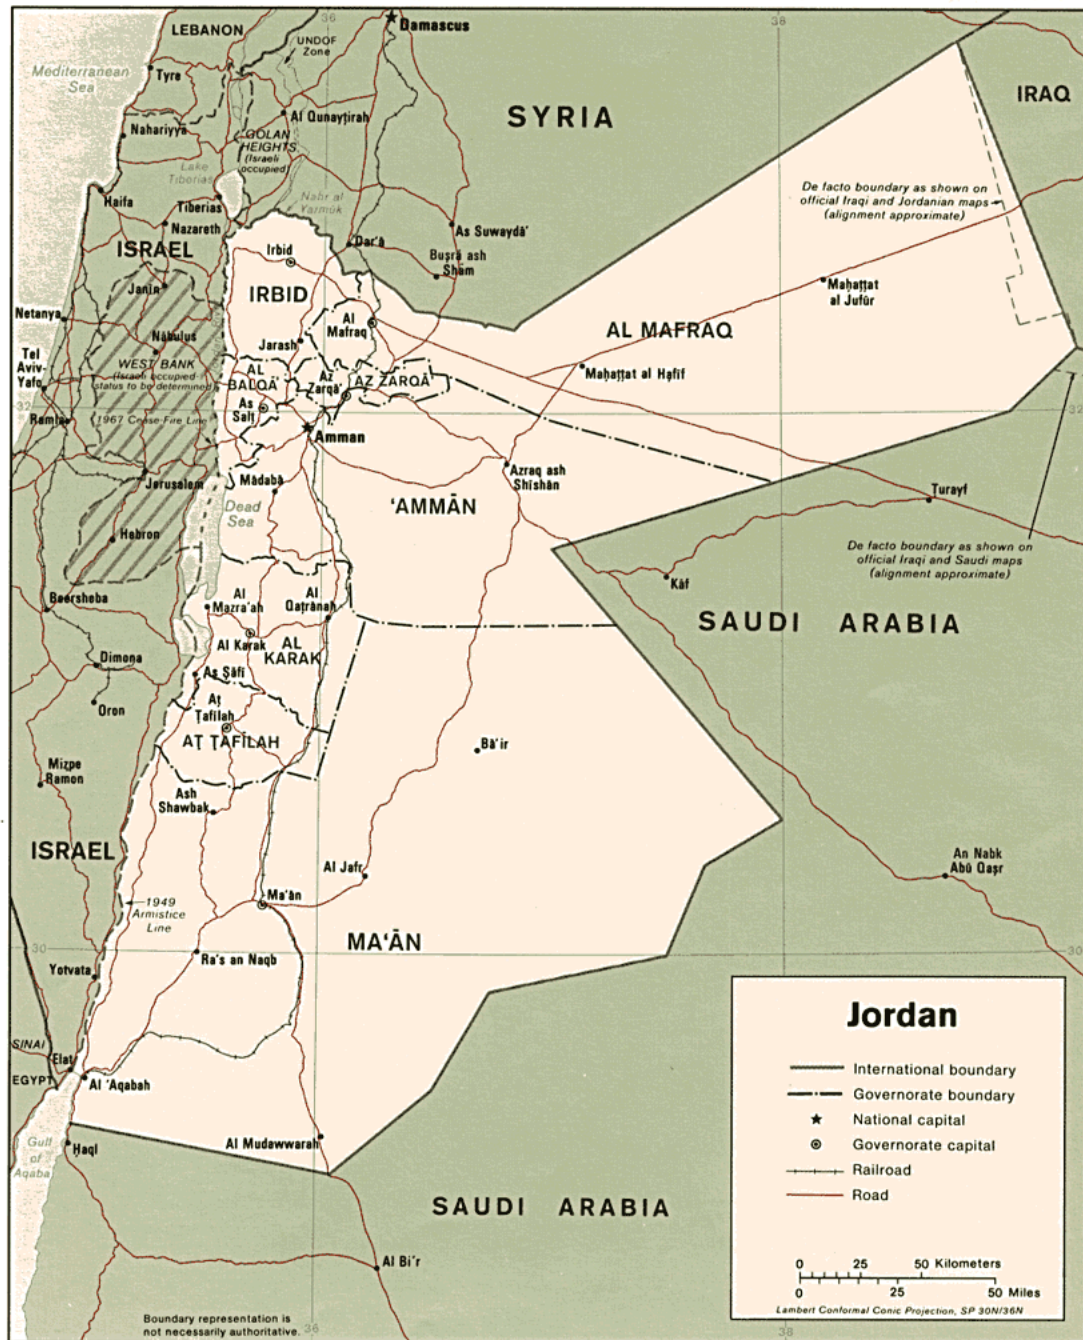 36
38
LEBANON
UNDOF
Zone
Damascus
Mediterranean
Sea
Tyre
SYRIA
IRAQ
Al Qunayṭirah
Nahariyya
GOLAN
HEIGHTS
(Israeli
occupied)
Lake
Tiberias
Haifa
Tiberias
Nahr al
Yarmūk
De facto boundary as shown on
official Iraqi and Jordanian maps
(alignment approximate)
Nazareth
As Suwaydā'
ISRAEL
Irbid
Dar'ā
Buṣrá ash
Shām
Janīn
IRBID
Maḥaṭṭat
al Jufūr
Netanya
Al
Mafraq
AL MAFRAQ
Nābulus
Jarash
Tel
Aviv-
Yafo
WEST BANK
(Israeli occupied-
status to be determined)
AL
BALQĀ'
Az
Zarqā'
AZ ZARQĀ'
Maḥaṭṭat al Ḥafīf
32
As
Salṭ
Ramla
1967 Cease-Fire Line
Amman
Jerusalem
Mādabā
Azraq ash
Shīshān
Turayf
Dead
Sea
'AMMĀN
Hebron
De facto boundary as shown on
official Iraqi and Saudi maps
(alignment approximate)
Kāf
Beersheba
Al
Mazra'ah
Al
Qaṭrānah
SAUDI ARABIA
Al Karak
AL
KARAK
Dimona
Aṣ Ṣāfī
Oron
Aṭ
Ṭafīlah
AṬ ṬAFĪLAH
Bā'ir
Mizpe
Ramon
Ash
Shawbak
ISRAEL
Al Jafr
An Nabk
Abū Qaṣr
Ma'ān
1949
Armistice
Line
MA'ĀN
30
30
Ra's an Naqb
Yotvata
SINAI
Elat
EGYPT
Al 'Aqabah
Gulf
of
Aqaba
Ḥaql
Al Mudawwarah
SAUDI ARABIA
Al Bi'r
Jordan
International boundary
Governorate boundary
National capital
Governorate capital
Railroad
Road
0 25 50 Kilometers
0 25 50 Miles
Lambert Conformal Conic Projection, SP 30N/36N
Boundary representation is
not necessarily authoritative.
36
38